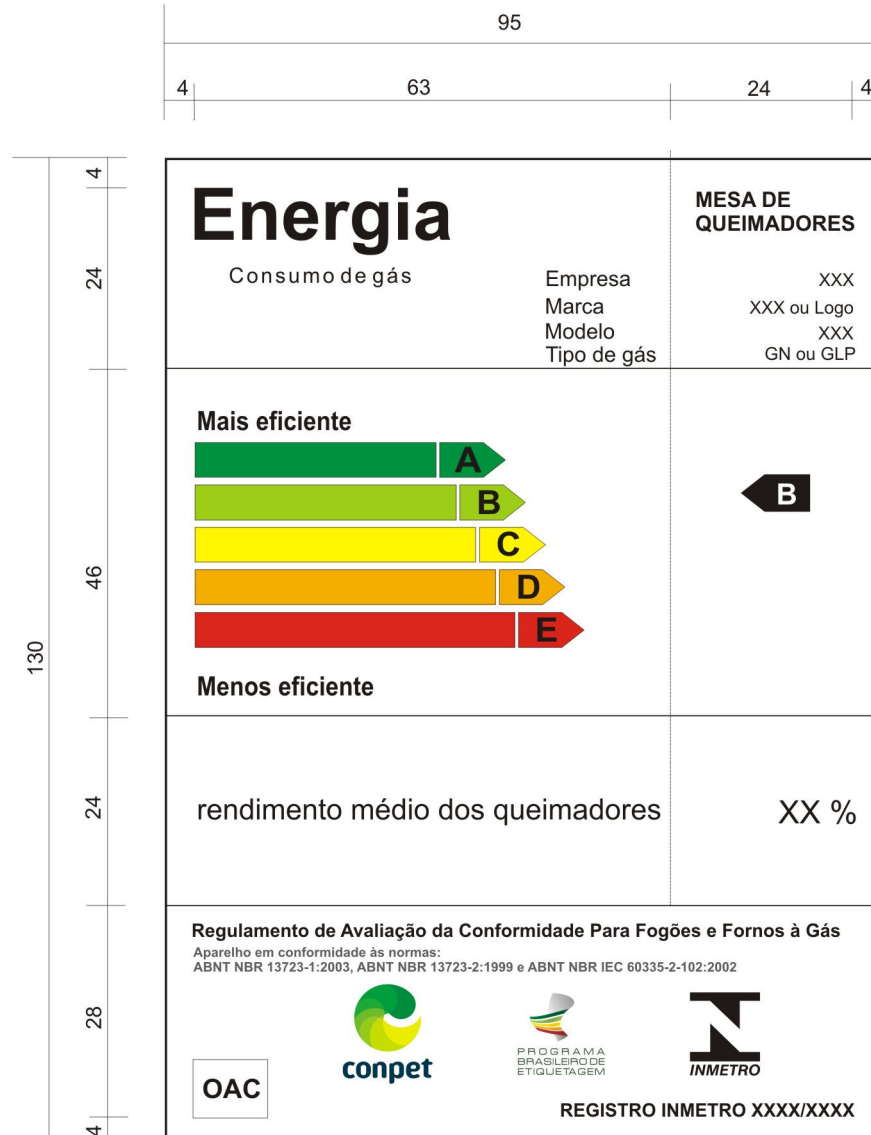 95
4 63 24 4
4
24
46
130
24
28
4
Energia
Consumo de gás
MESA DE
QUEIMADORES
Empresa XXX
Marca XXX ou Logo
Modelo XXX
Tipo de gás GN ou GLP
Mais eficiente
A
B
B
C
D
E
Menos eficiente
rendimento médio dos queimadores XX %
Regulamento de Avaliação da Conformidade Para Fogões e Fornos à Gás
Aparelho em conformidade às normas:
ABNT NBR 13723-1:2003, ABNT NBR 13723-2:1999 e ABNT NBR IEC 60335-2-102:2002
conpet
PROGRAMA
BRASILEIRO DE
ETIQUETAGEM
INMETRO
OAC
REGISTRO INMETRO XXXX/XXXX